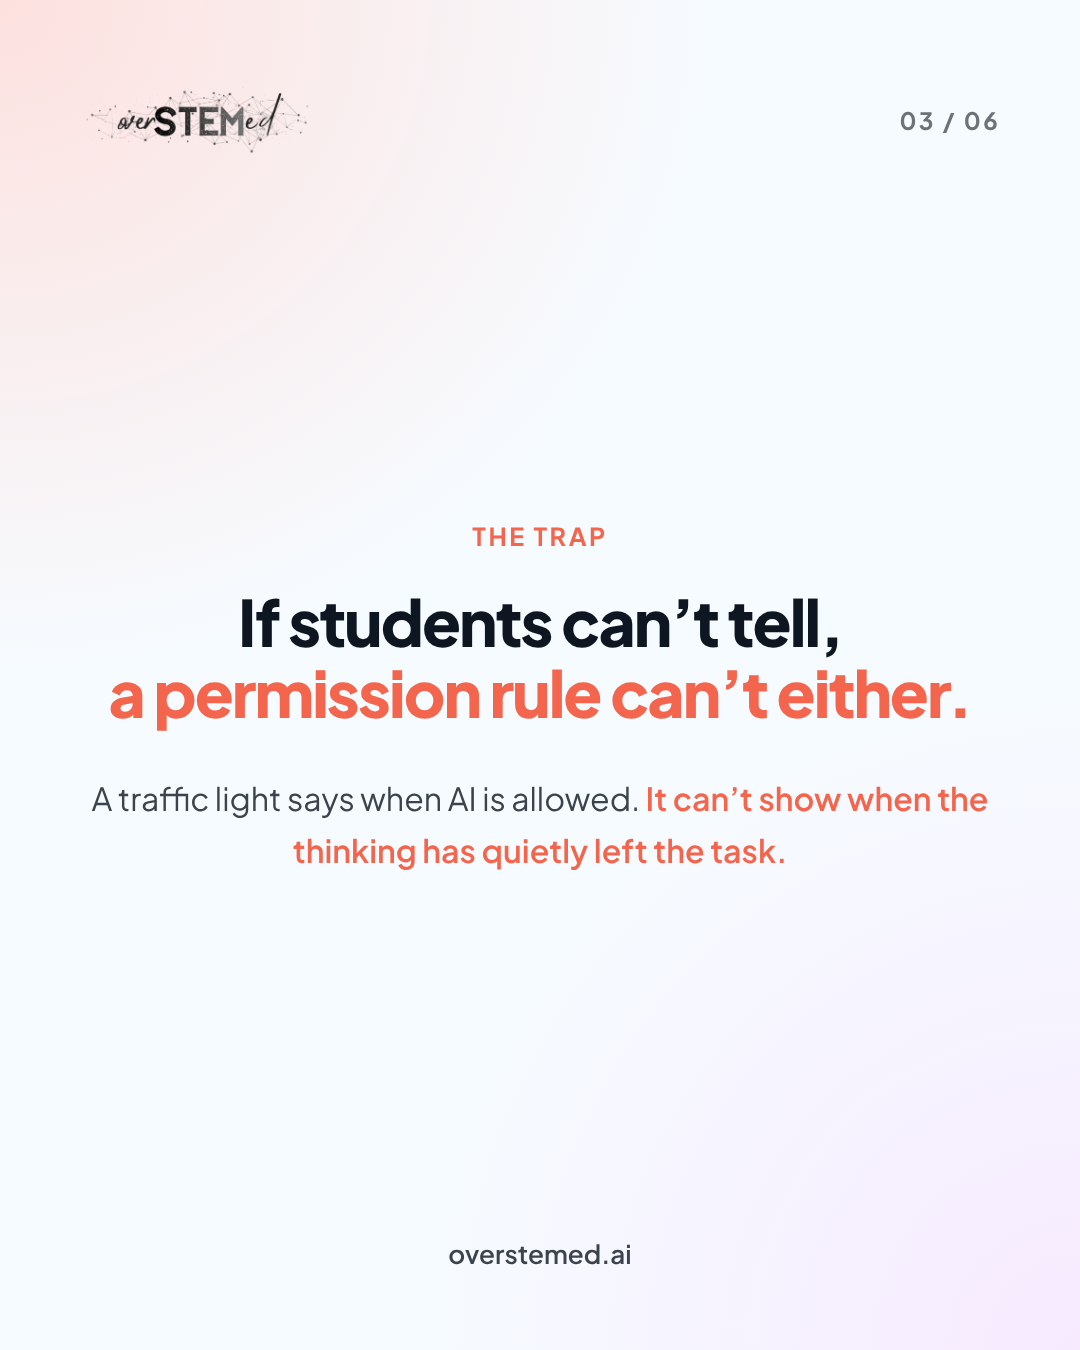 overSTEMed
03 / 06
THE TRAP
If students can’t tell,
a permission rule can’t either.
A traffic light says when AI is allowed. It can’t show when the
thinking has quietly left the task.
overstemed.ai